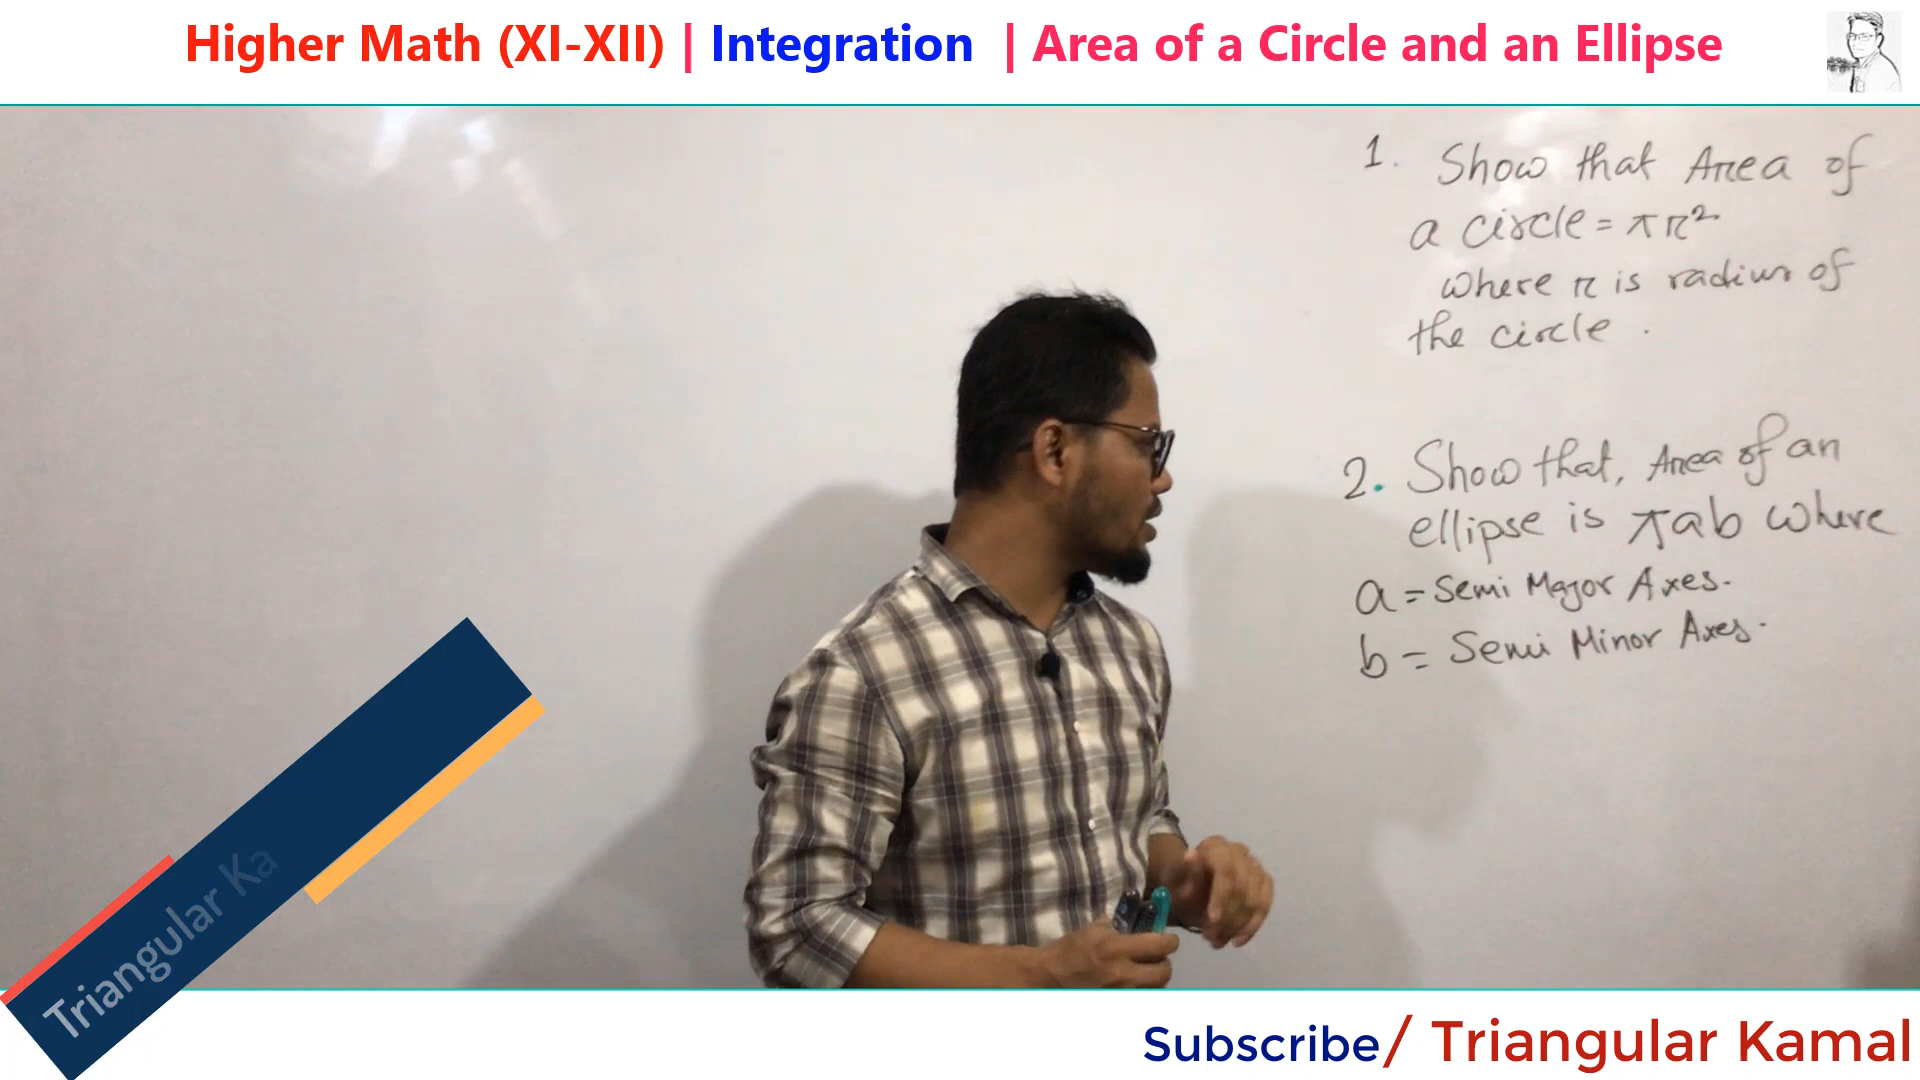 Higher Math (XI-XII) | Integration | Area of a Circle and an Ellipse
1. Show that Area of
a circle = πr²
where r is radius of
the circle.
2. Show that, Area of an
ellipse is πab where
a = Semi Major Axes.
b = Semi Minor Axes.
Triangular Ka
Subscribe/ Triangular Kamal